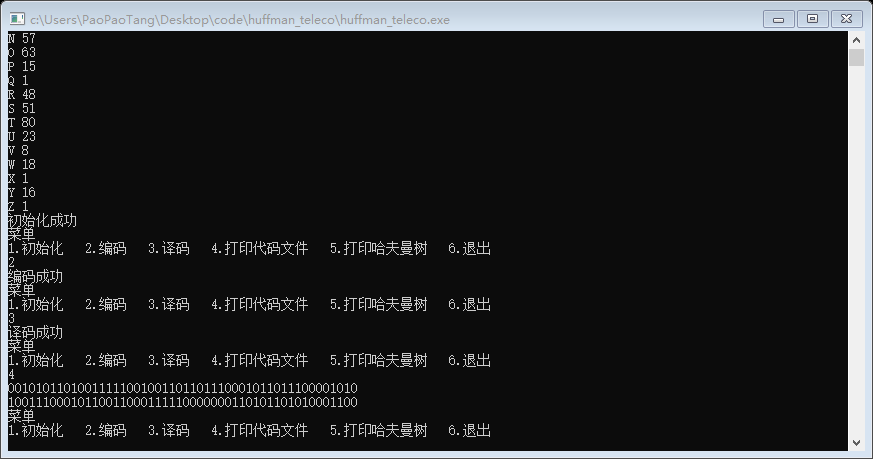 c:\Users\PaoPaoTang\Desktop\code\huffman_teleco\huffman_teleco.exe
N 57
O 63
P 15
Q 1
R 48
S 51
T 80
U 23
V 8
W 18
X 1
Y 16
Z 1
初始化成功
菜单
1.初始化 2.编码 3.译码 4.打印代码文件 5.打印哈夫曼树 6.退出
2
编码成功
菜单
1.初始化 2.编码 3.译码 4.打印代码文件 5.打印哈夫曼树 6.退出
3
译码成功
菜单
1.初始化 2.编码 3.译码 4.打印代码文件 5.打印哈夫曼树 6.退出
4
00101011010011111001001101101110001011011100001010
10011100010110011000111110000000110101101010001100
菜单
1.初始化 2.编码 3.译码 4.打印代码文件 5.打印哈夫曼树 6.退出